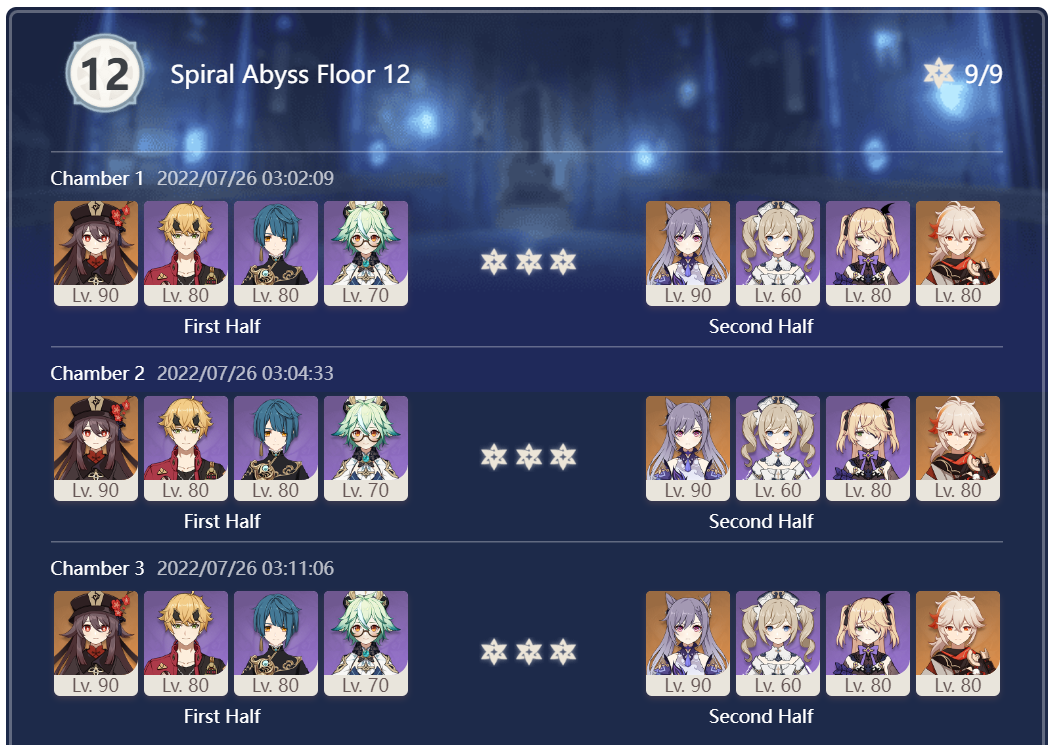 12 Spiral Abyss Floor 12 9/9
Chamber 1 2022/07/26 03:02:09
Lv. 90 Lv. 80 Lv. 80 Lv. 70 Lv. 90 Lv. 60 Lv. 80 Lv. 80
First Half Second Half
Chamber 2 2022/07/26 03:04:33
Lv. 90 Lv. 80 Lv. 80 Lv. 70 Lv. 90 Lv. 60 Lv. 80 Lv. 80
First Half Second Half
Chamber 3 2022/07/26 03:11:06
Lv. 90 Lv. 80 Lv. 80 Lv. 70 Lv. 90 Lv. 60 Lv. 80 Lv. 80
First Half Second Half